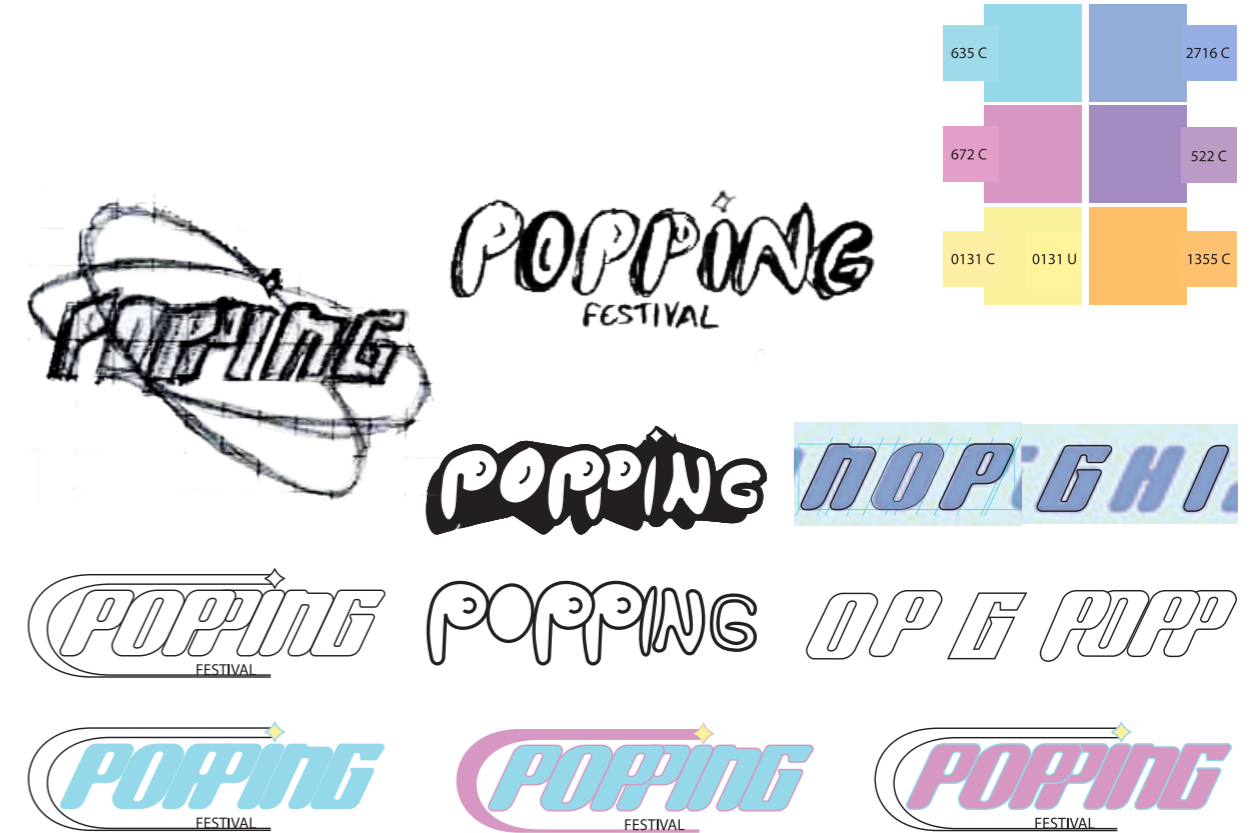 635 C
2716 C
672 C
522 C
0131 C
0131 U
1355 C
POPPING
POPPING
FESTIVAL
POPPING
NOP
G H I
POPPING
FESTIVAL
POPPING
OP G POPP
POPPING
FESTIVAL
POPPING
FESTIVAL
POPPING
FESTIVAL